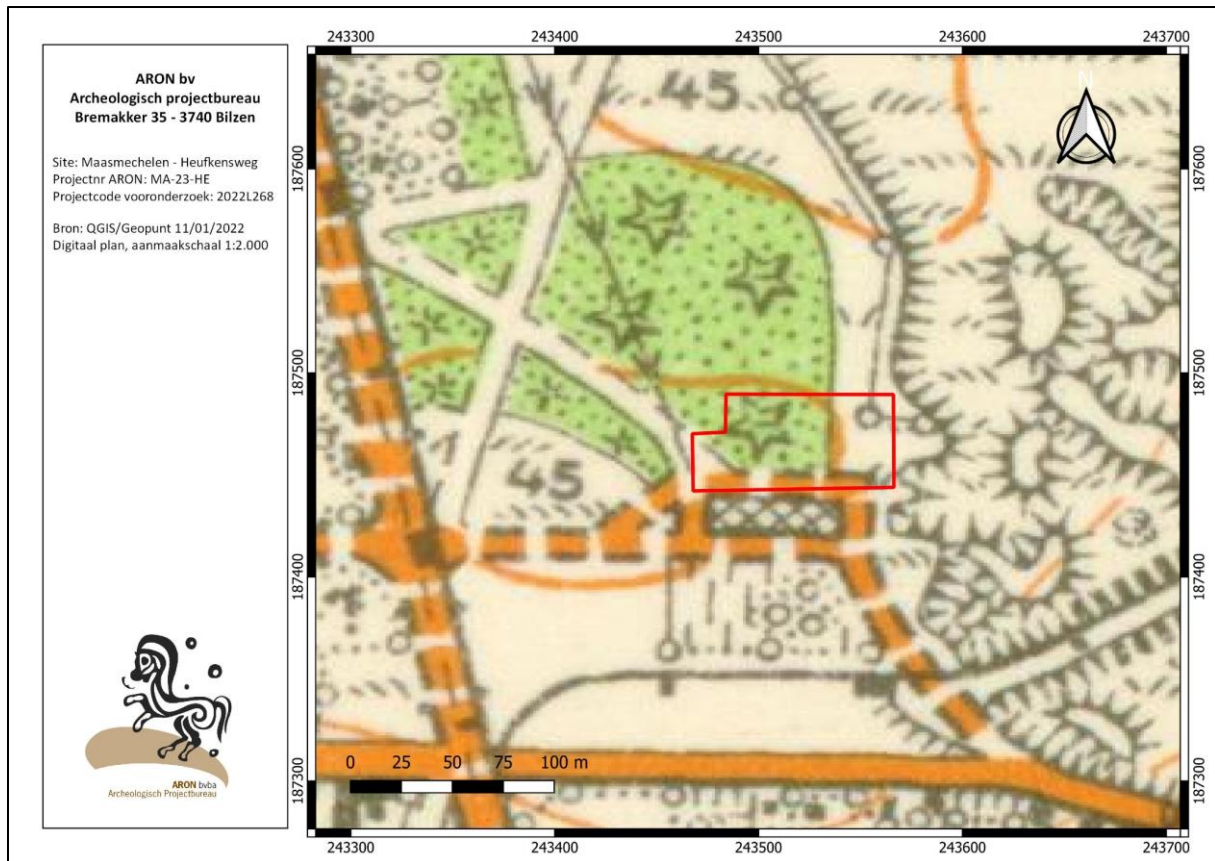 ARON bv
Archeologisch projectbureau
Bremakker 35 - 3740 Bilzen
Site: Maasmechelen - Heufkensweg
Projectnr ARON: MA-23-HE
Projectcode vooronderzoek: 2022L268
Bron: QGIS/Geopunt 11/01/2022
Digitaal plan, aanmaakschaal 1:2.000
ARON bvba
Archeologisch Projectbureau
243300 243400 243500 243600 243700
187600
187500
187400
187300
187600
187500
187400
187300
N
45
45
0 25 50 75 100 m
243300 243400 243500 243600 243700